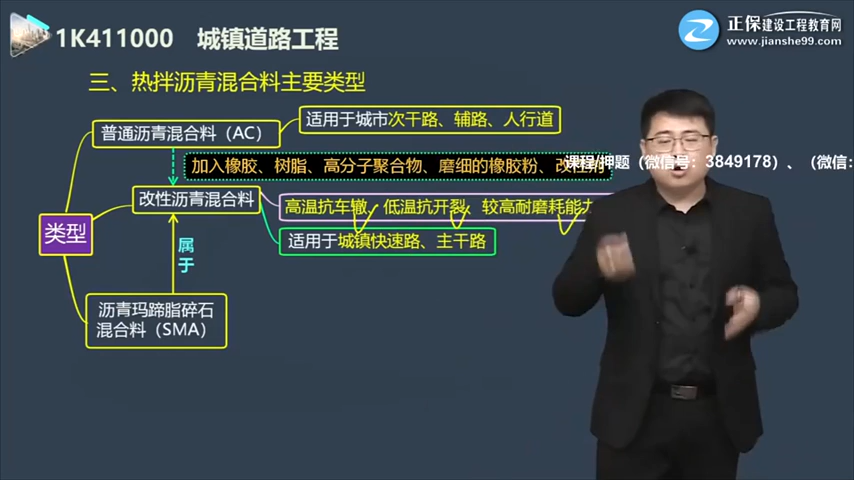 1K411000 城镇道路工程
正保建设工程教育网
www.jianshe99.com
三、热拌沥青混合料主要类型
普通沥青混合料（AC）
适用于城市次干路、辅路、人行道
加入橡胶、树脂、高分子聚合物、磨细的橡胶粉、改性剂
课程/押题（微信号：3849178）、（微信：
改性沥青混合料
高温抗车辙、低温抗开裂、较高耐磨耗能力
类型
适用于城镇快速路、主干路
属于
沥青玛蹄脂碎石
混合料（SMA）